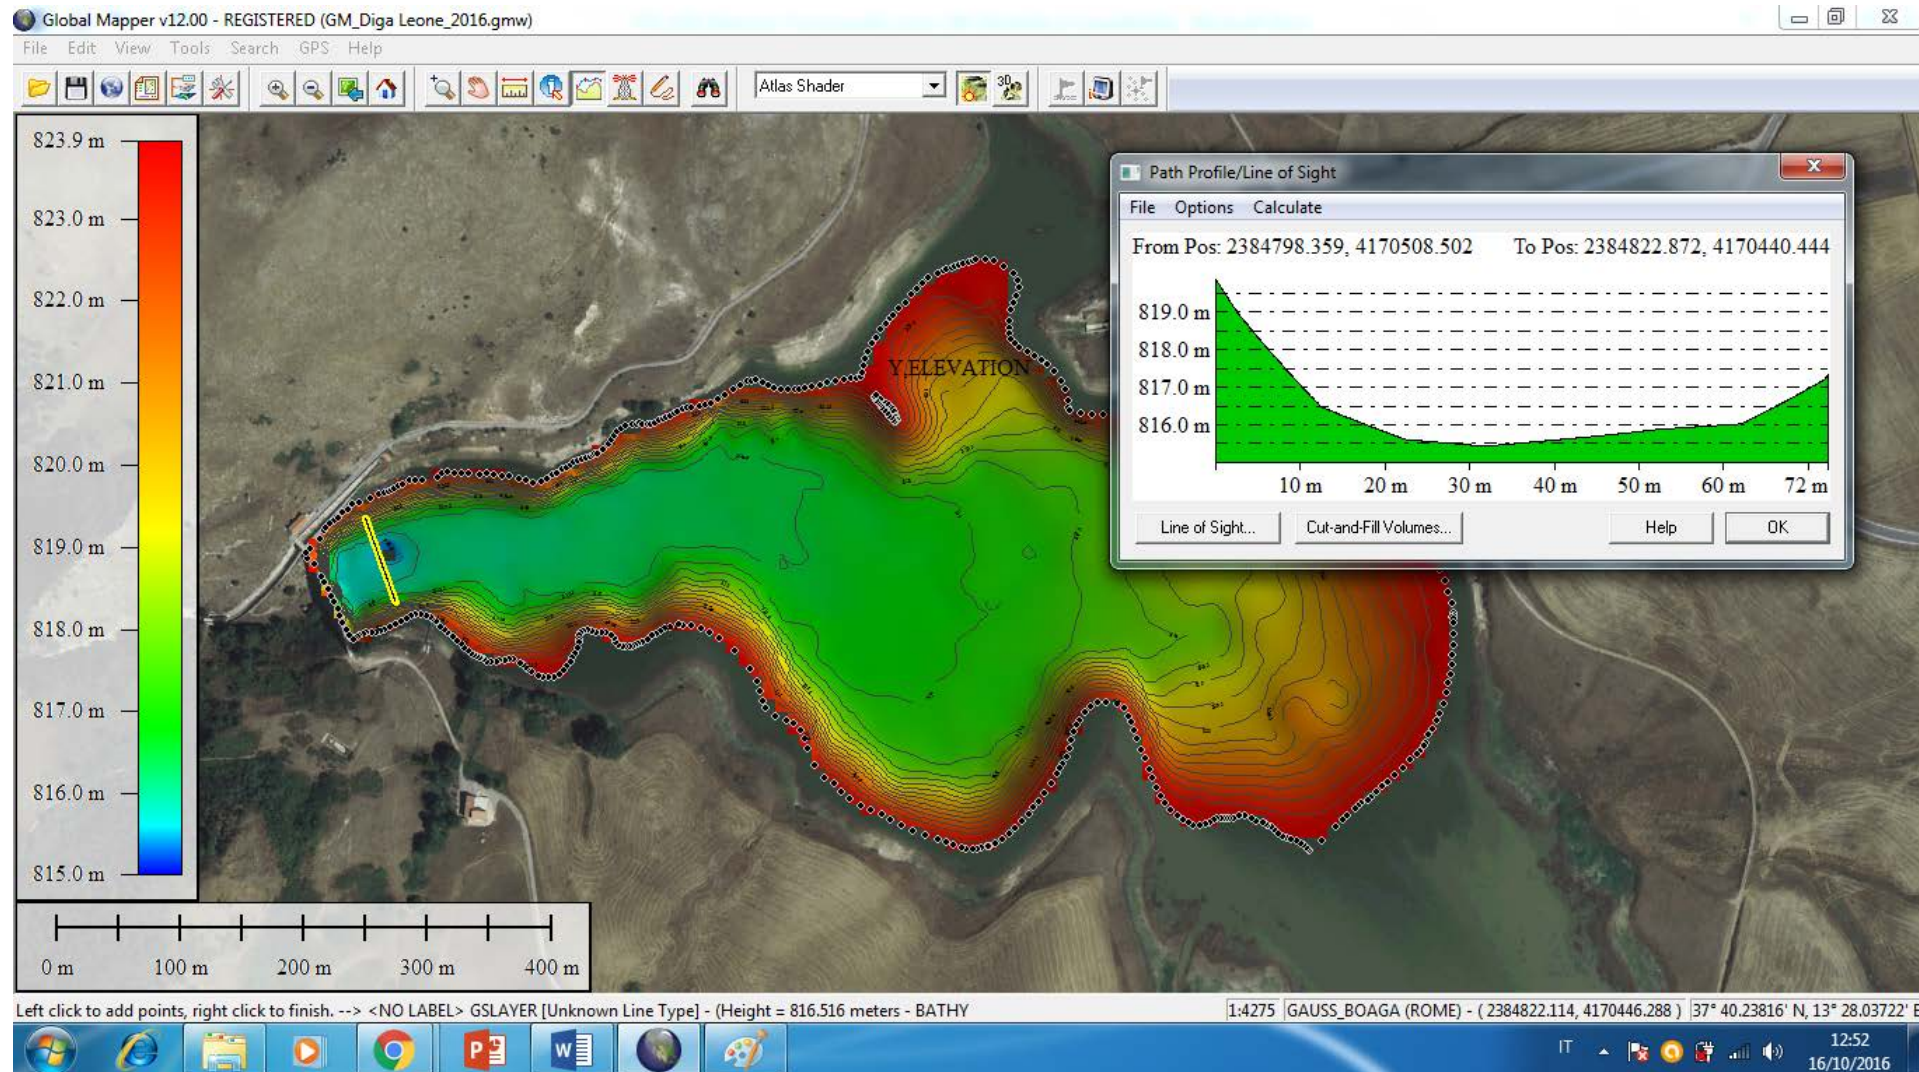 Global Mapper v12.00 - REGISTERED (GM_Diga Leone_2016.gmw)
File Edit View Tools Search GPS Help
Atlas Shader
3D
823.9 m
823.0 m
822.0 m
821.0 m
820.0 m
819.0 m
818.0 m
817.0 m
816.0 m
815.0 m
Y,ELEVATION
Path Profile/Line of Sight
File Options Calculate
From Pos: 2384798.359, 4170508.502 To Pos: 2384822.872, 4170440.444
819.0 m
818.0 m
817.0 m
816.0 m
10 m 20 m 30 m 40 m 50 m 60 m 72 m
Line of Sight... Cut-and-Fill Volumes... Help OK
0 m 100 m 200 m 300 m 400 m
Left click to add points, right click to finish. --> <NO LABEL> GSLAYER [Unknown Line Type] - (Height = 816.516 meters - BATHY
1:4275 GAUSS_BOAGA (ROME) - ( 2384822.114, 4170446.288 ) 37° 40.23816' N, 13° 28.03722' E
IT
12:52
16/10/2016